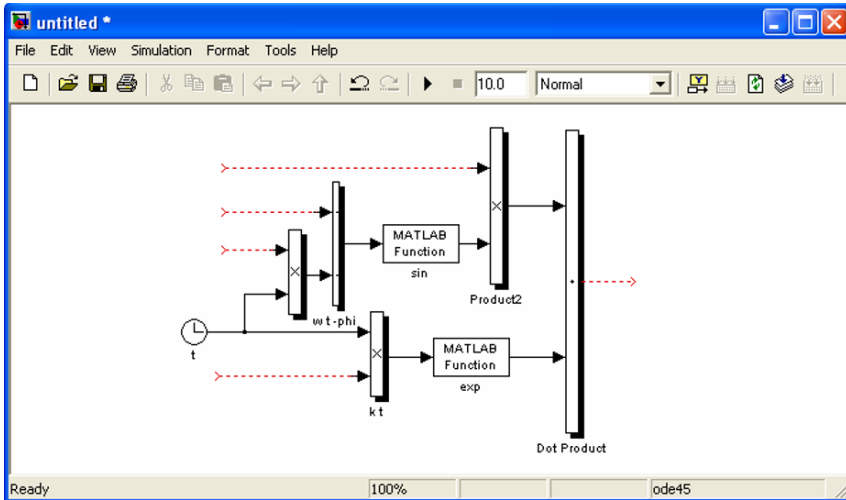 untitled *
File Edit View Simulation Format Tools Help
10.0 Normal
MATLAB
Function
sin
Product2
wt-phi
t
MATLAB
Function
exp
kt
Dot Product
Ready 100% ode45